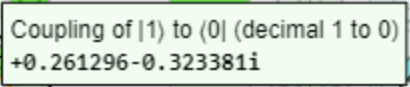 Coupling of |1⟩ to ⟨0| (decimal 1 to 0)
+0.261296-0.323381i